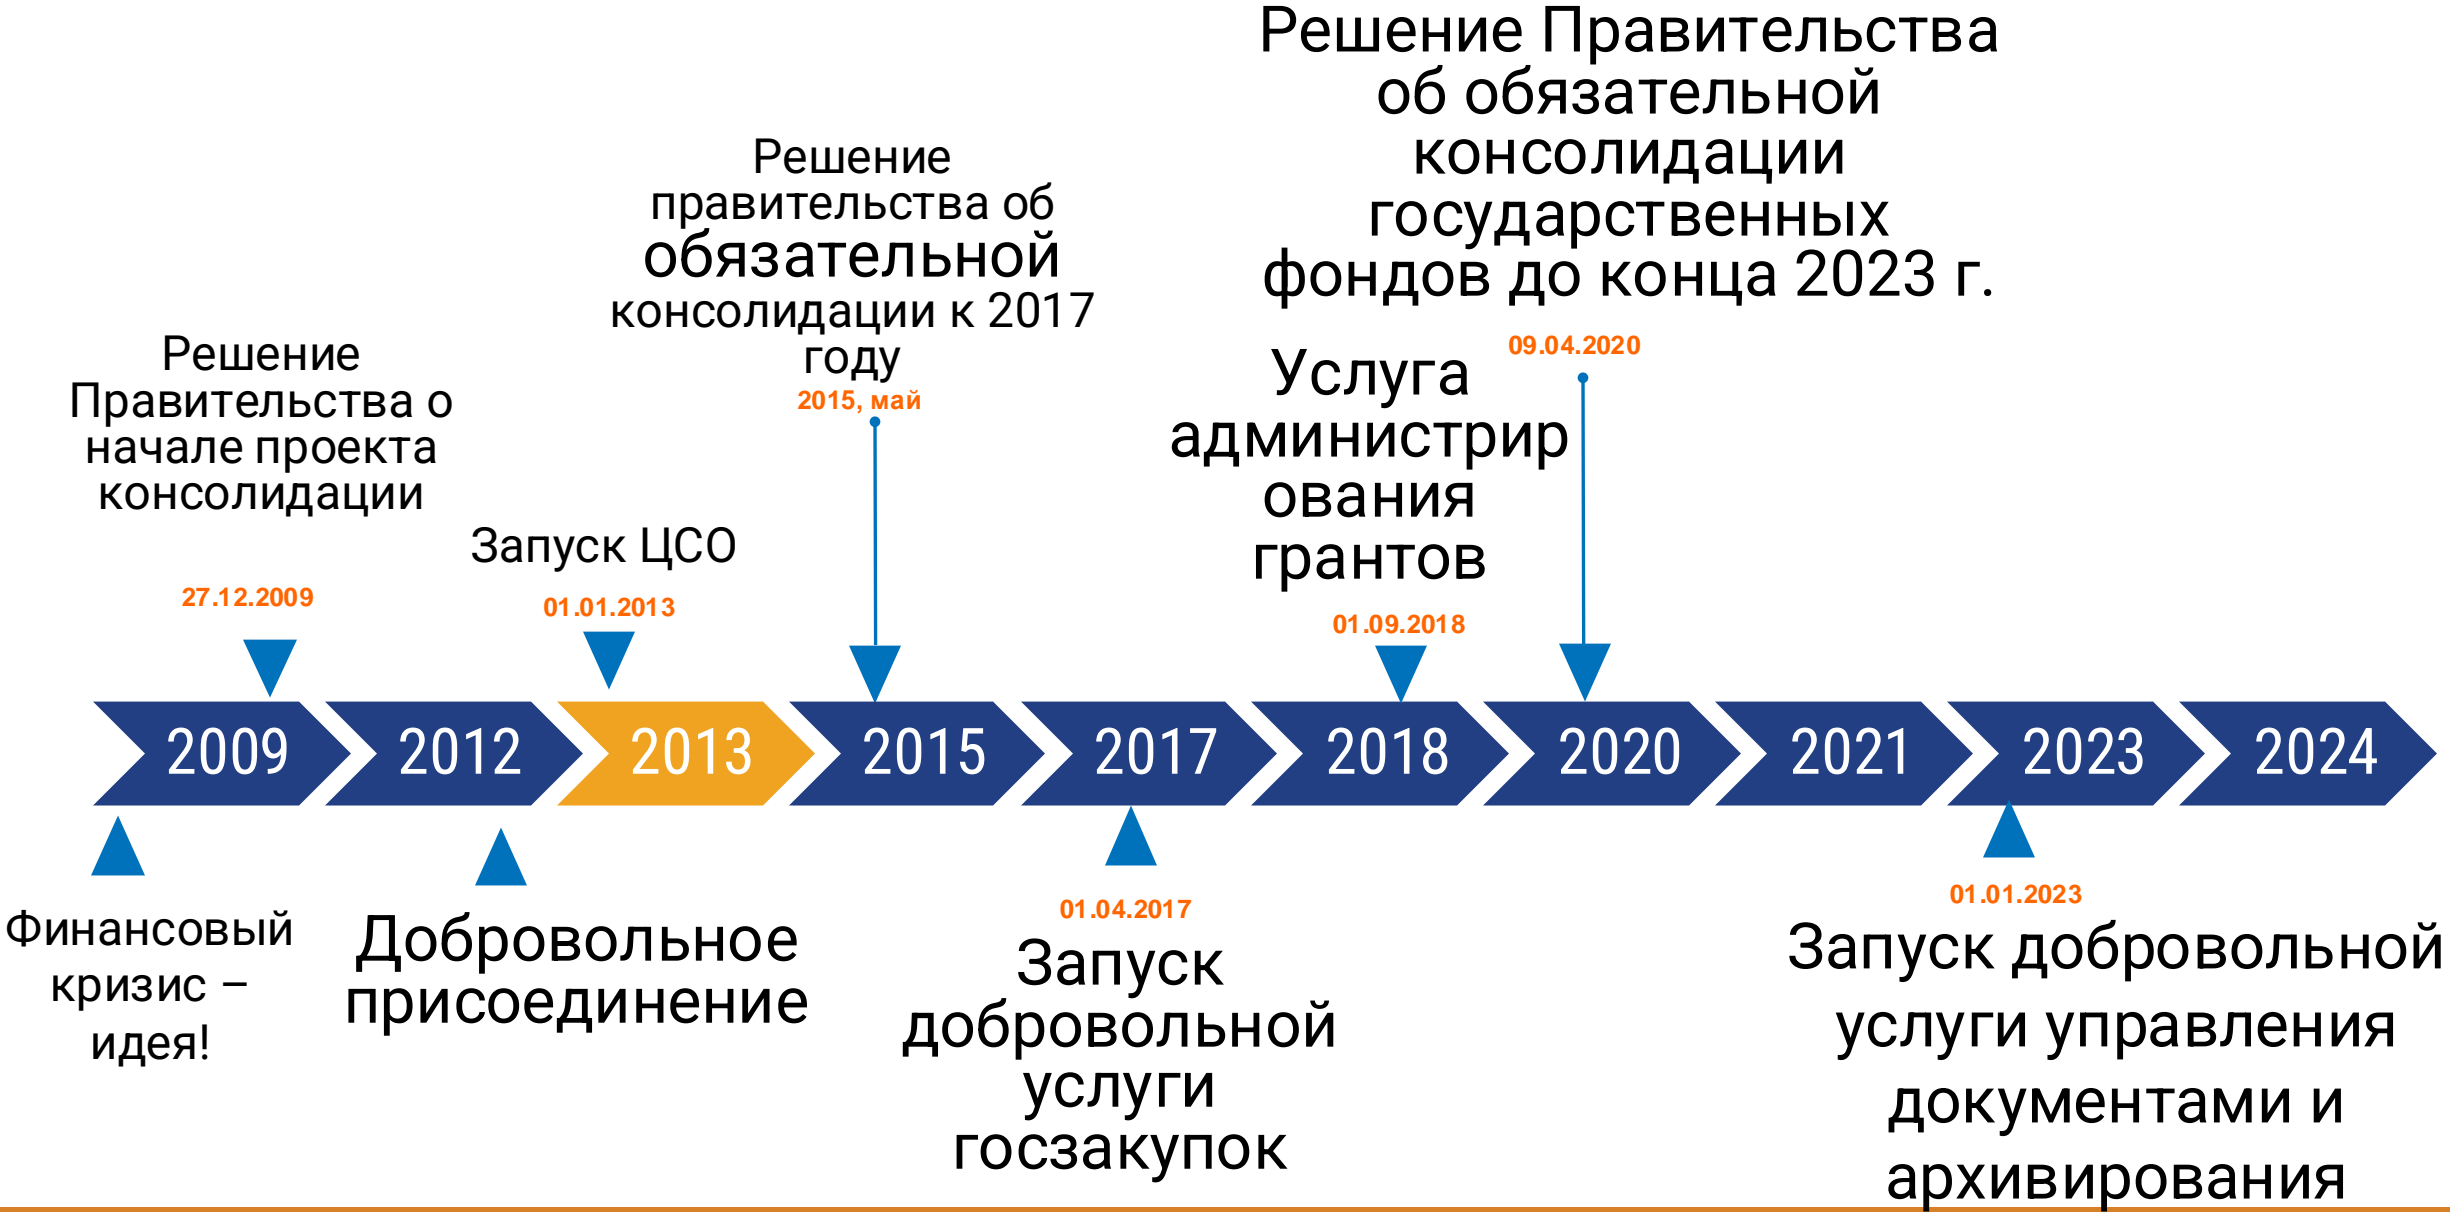 Решение Правительства
об обязательной
консолидации
государственных
фондов до конца 2023 г.
09.04.2020
Решение
правительства об
обязательной
консолидации к 2017
году
2015, май
Решение
Правительства о
начале проекта
консолидации
27.12.2009
Запуск ЦСО
01.01.2013
Услуга
администрир
ования
грантов
01.09.2018
2009
2012
2013
2015
2017
2018
2020
2021
2023
2024
Финансовый
кризис –
идея!
Добровольное
присоединение
01.04.2017
Запуск
добровольной
услуги
госзакупок
01.01.2023
Запуск добровольной
услуги управления
документами и
архивирования